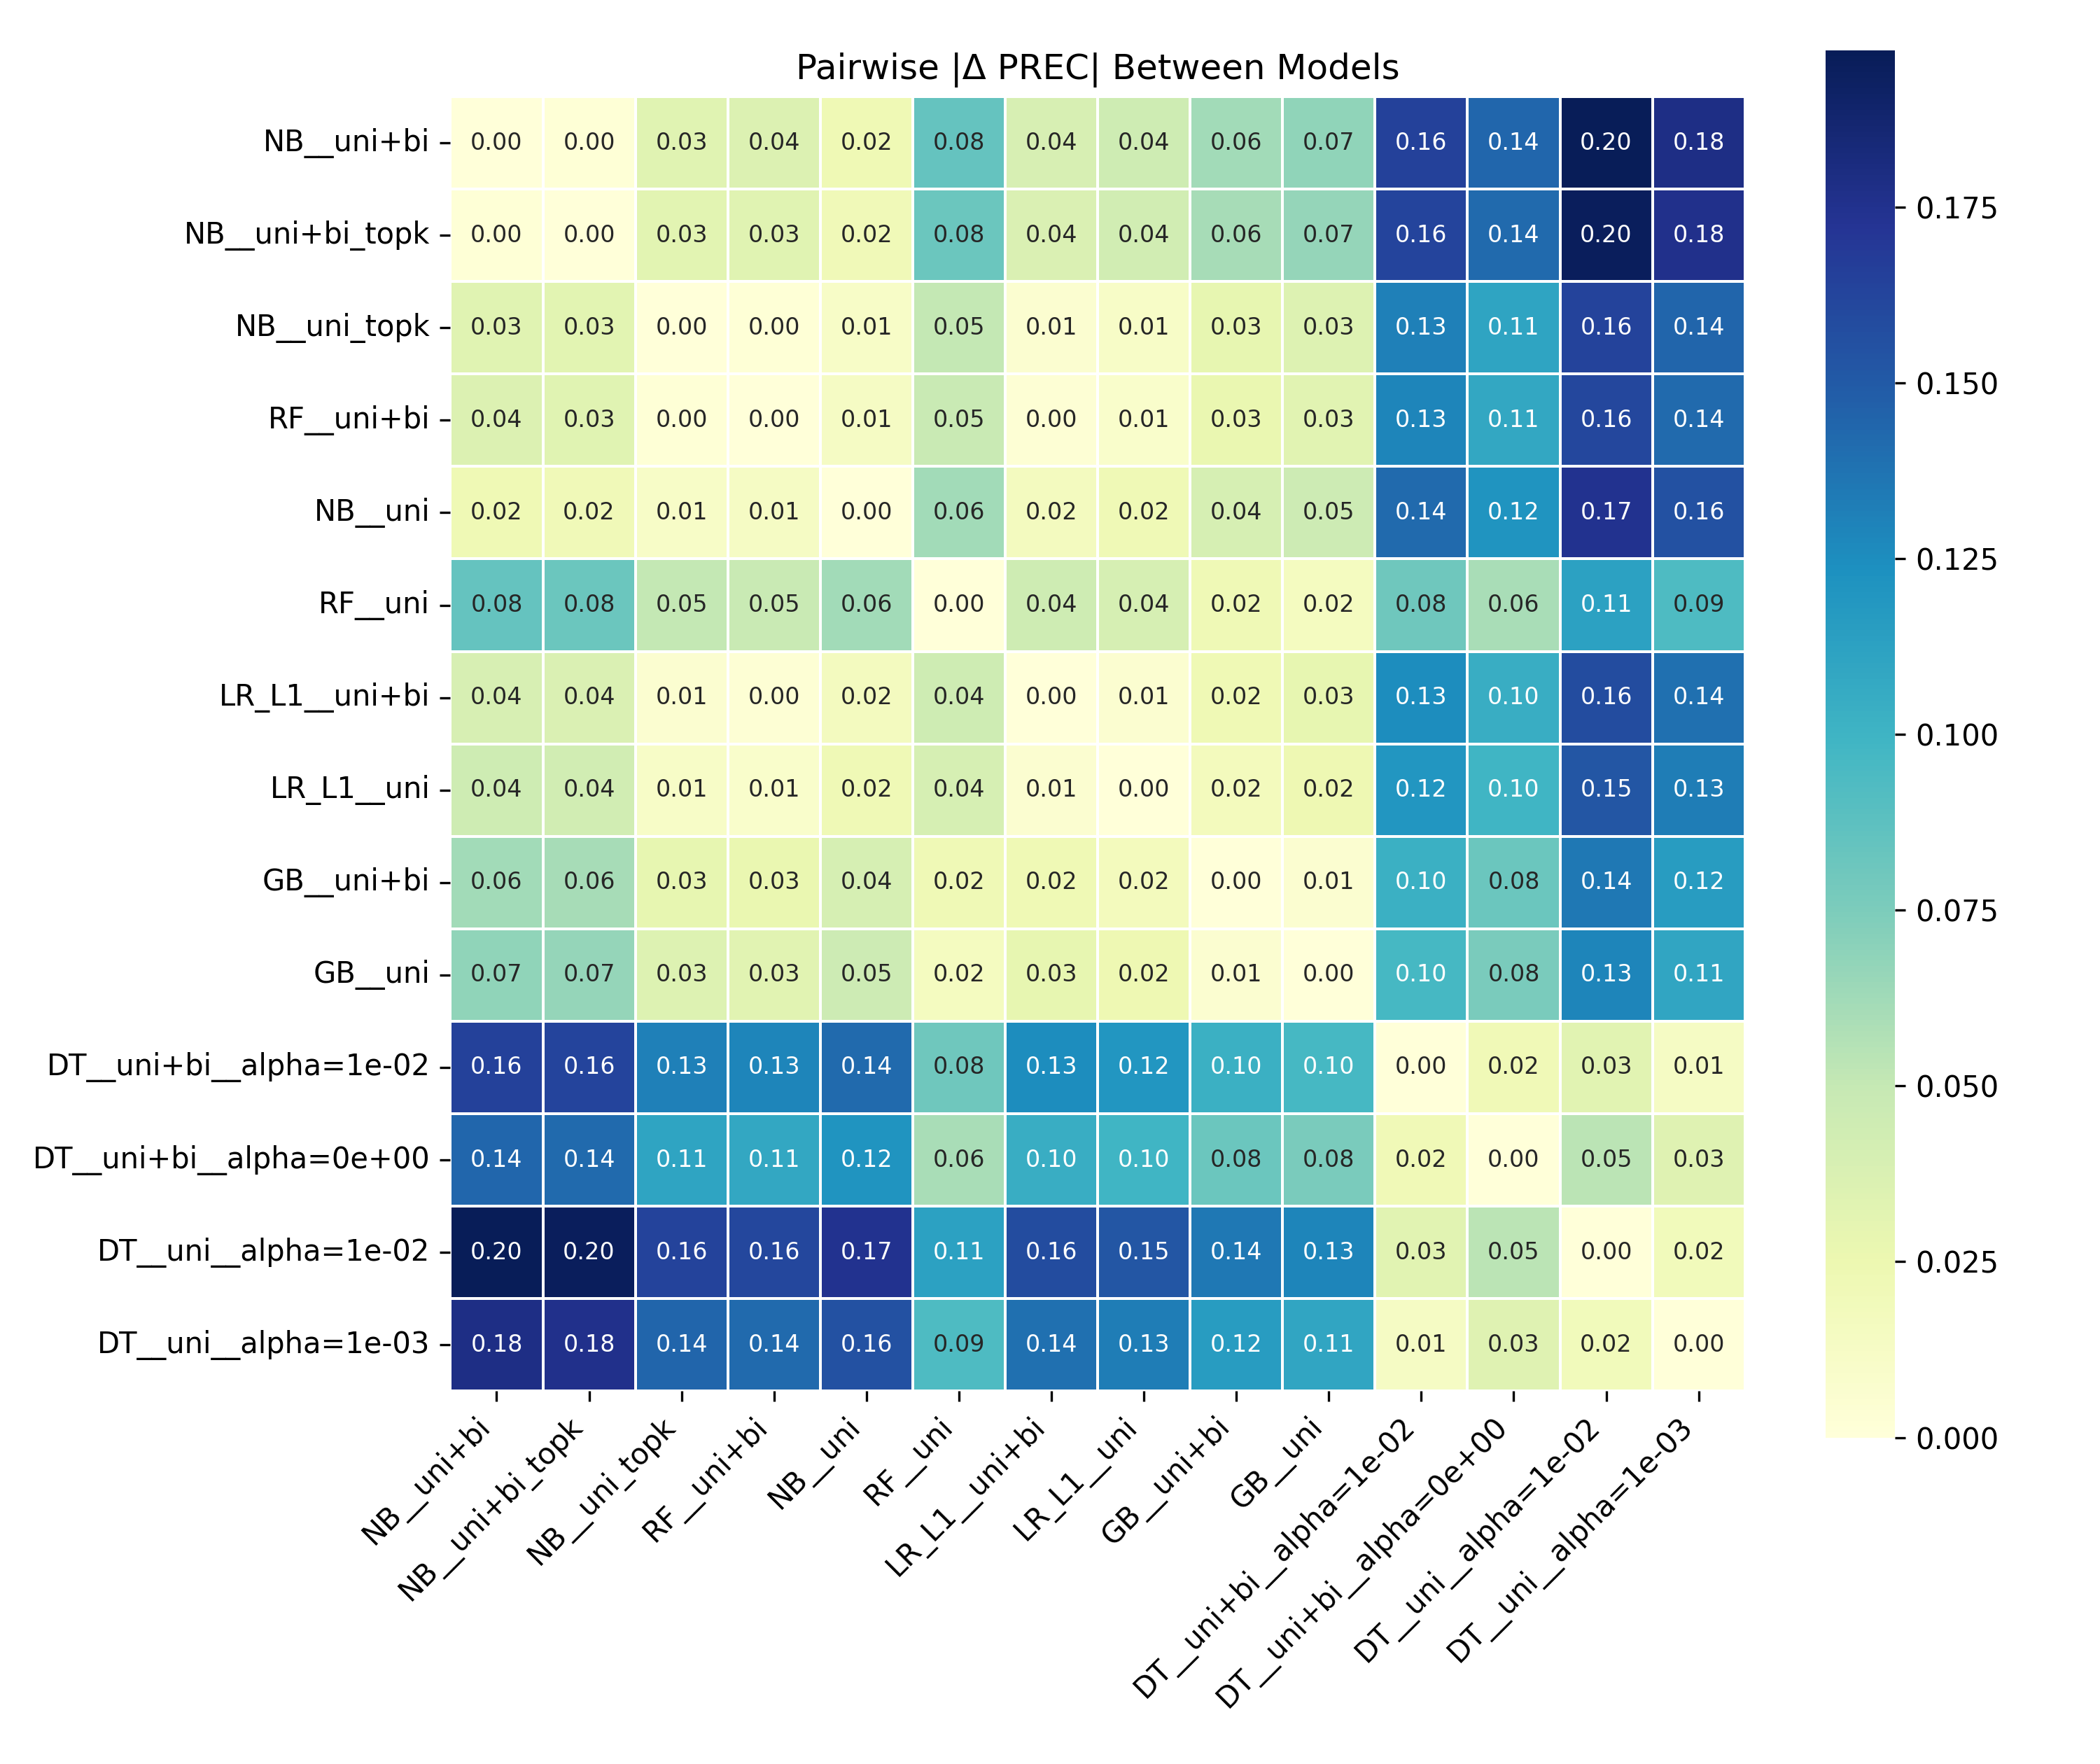 Pairwise |Δ PREC| Between Models
NB__uni+bi 0.00 0.00 0.03 0.04 0.02 0.08 0.04 0.04 0.06 0.07 0.16 0.14 0.20 0.18
NB__uni+bi_topk 0.00 0.00 0.03 0.03 0.02 0.08 0.04 0.04 0.06 0.07 0.16 0.14 0.20 0.18
NB__uni_topk 0.03 0.03 0.00 0.00 0.01 0.05 0.01 0.01 0.03 0.03 0.13 0.11 0.16 0.14
RF__uni+bi 0.04 0.03 0.00 0.00 0.01 0.05 0.00 0.01 0.03 0.03 0.13 0.11 0.16 0.14
NB__uni 0.02 0.02 0.01 0.01 0.00 0.06 0.02 0.02 0.04 0.05 0.14 0.12 0.17 0.16
RF__uni 0.08 0.08 0.05 0.05 0.06 0.00 0.04 0.04 0.02 0.02 0.08 0.06 0.11 0.09
LR_L1__uni+bi 0.04 0.04 0.01 0.00 0.02 0.04 0.00 0.01 0.02 0.03 0.13 0.10 0.16 0.14
LR_L1__uni 0.04 0.04 0.01 0.01 0.02 0.04 0.01 0.00 0.02 0.02 0.12 0.10 0.15 0.13
GB__uni+bi 0.06 0.06 0.03 0.03 0.04 0.02 0.02 0.02 0.00 0.01 0.10 0.08 0.14 0.12
GB__uni 0.07 0.07 0.03 0.03 0.05 0.02 0.03 0.02 0.01 0.00 0.10 0.08 0.13 0.11
DT__uni+bi__alpha=1e-02 0.16 0.16 0.13 0.13 0.14 0.08 0.13 0.12 0.10 0.10 0.00 0.02 0.03 0.01
DT__uni+bi__alpha=0e+00 0.14 0.14 0.11 0.11 0.12 0.06 0.10 0.10 0.08 0.08 0.02 0.00 0.05 0.03
DT__uni__alpha=1e-02 0.20 0.20 0.16 0.16 0.17 0.11 0.16 0.15 0.14 0.13 0.03 0.05 0.00 0.02
DT__uni__alpha=1e-03 0.18 0.18 0.14 0.14 0.16 0.09 0.14 0.13 0.12 0.11 0.01 0.03 0.02 0.00
NB__uni+bi
NB__uni+bi_topk
NB__uni_topk
RF__uni+bi
NB__uni
RF__uni
LR_L1__uni+bi
LR_L1__uni
GB__uni+bi
GB__uni
DT__uni+bi__alpha=1e-02
DT__uni+bi__alpha=0e+00
DT__uni__alpha=1e-02
DT__uni__alpha=1e-03
0.175
0.150
0.125
0.100
0.075
0.050
0.025
0.000